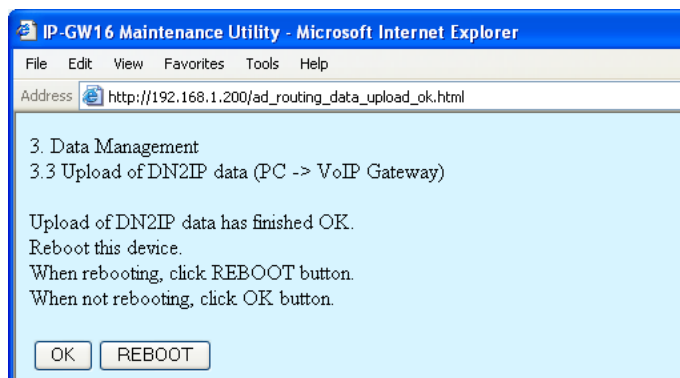 IP-GW16 Maintenance Utility - Microsoft Internet Explorer
File Edit View Favorites Tools Help
Address http://192.168.1.200/ad_routing_data_upload_ok.html
3. Data Management
3.3 Upload of DN2IP data (PC -> VoIP Gateway)
Upload of DN2IP data has finished OK.
Reboot this device.
When rebooting, click REBOOT button.
When not rebooting, click OK button.
OK REBOOT